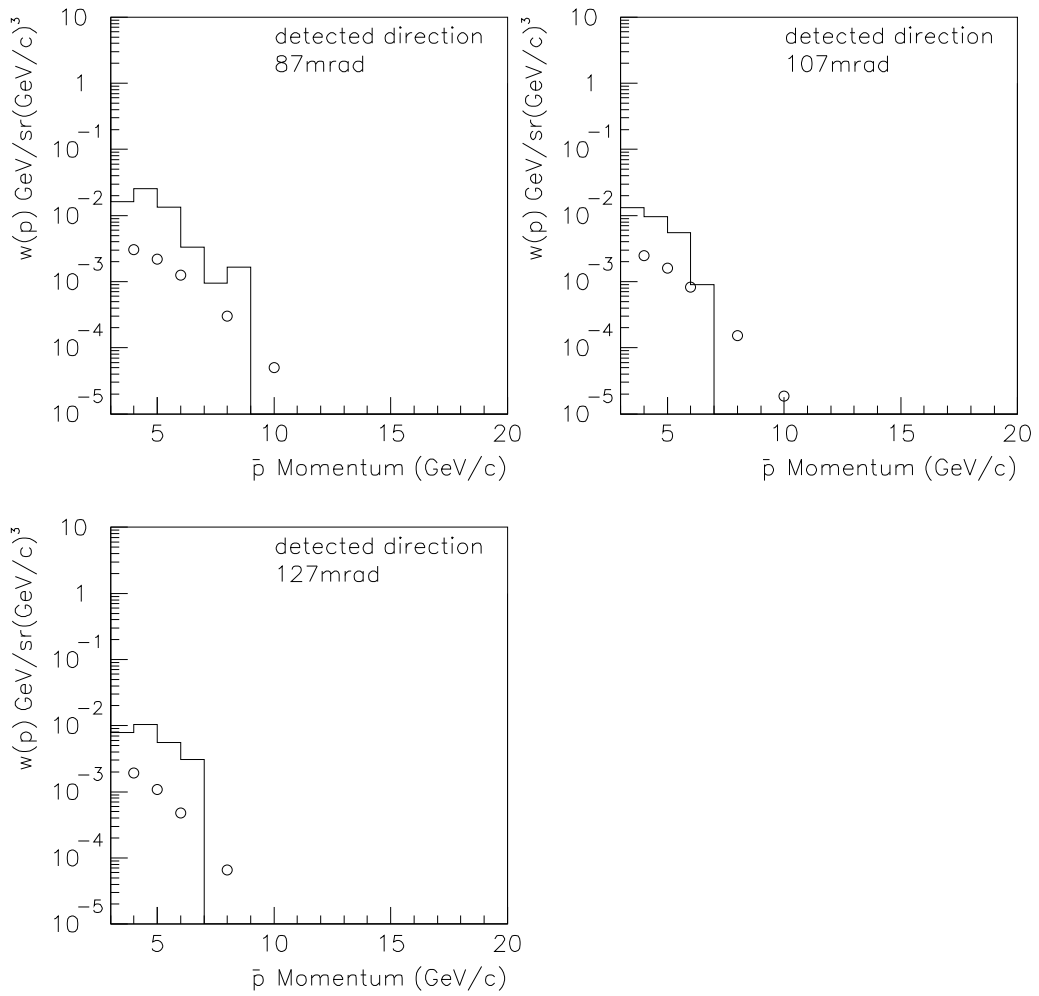 w(p) GeV/sr(GeV/c)³
10
1
10⁻¹
10⁻²
10⁻³
10⁻⁴
10⁻⁵
detected direction
87mrad
5 10 15 20
p̄ Momentum (GeV/c)
w(p) GeV/sr(GeV/c)³
10
1
10⁻¹
10⁻²
10⁻³
10⁻⁴
10⁻⁵
detected direction
107mrad
5 10 15 20
p̄ Momentum (GeV/c)
w(p) GeV/sr(GeV/c)³
10
1
10⁻¹
10⁻²
10⁻³
10⁻⁴
10⁻⁵
detected direction
127mrad
5 10 15 20
p̄ Momentum (GeV/c)